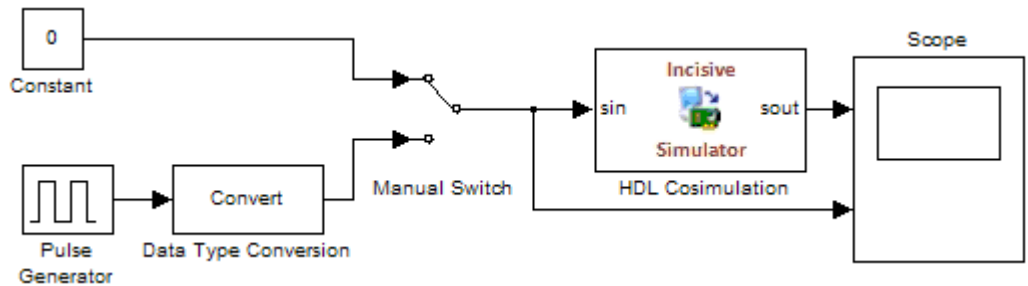 0
Constant
Manual Switch
Pulse
Generator
Convert
Data Type Conversion
Incisive
sin
sout
Simulator
HDL Cosimulation
Scope